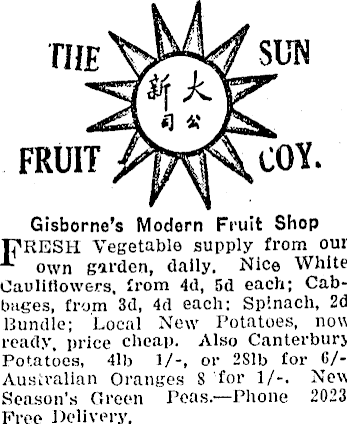 THE SUN
新 大
司 公
FRUIT COY.
Gisborne's Modern Fruit Shop
FRESH Vegetable supply from our
own garden, daily. Nice White
Cauliflowers, from 4d, 5d each; Cab-
bages, from 3d, 4d each; Spinach, 2d
Bundle; Local New Potatoes, now
ready, price cheap. Also Canterbury
Potatoes, 4lb 1/-, or 28lb for 6/-
Australian Oranges 8 for 1/-. New
Season's Green Peas.—Phone 2023
Free Delivery.